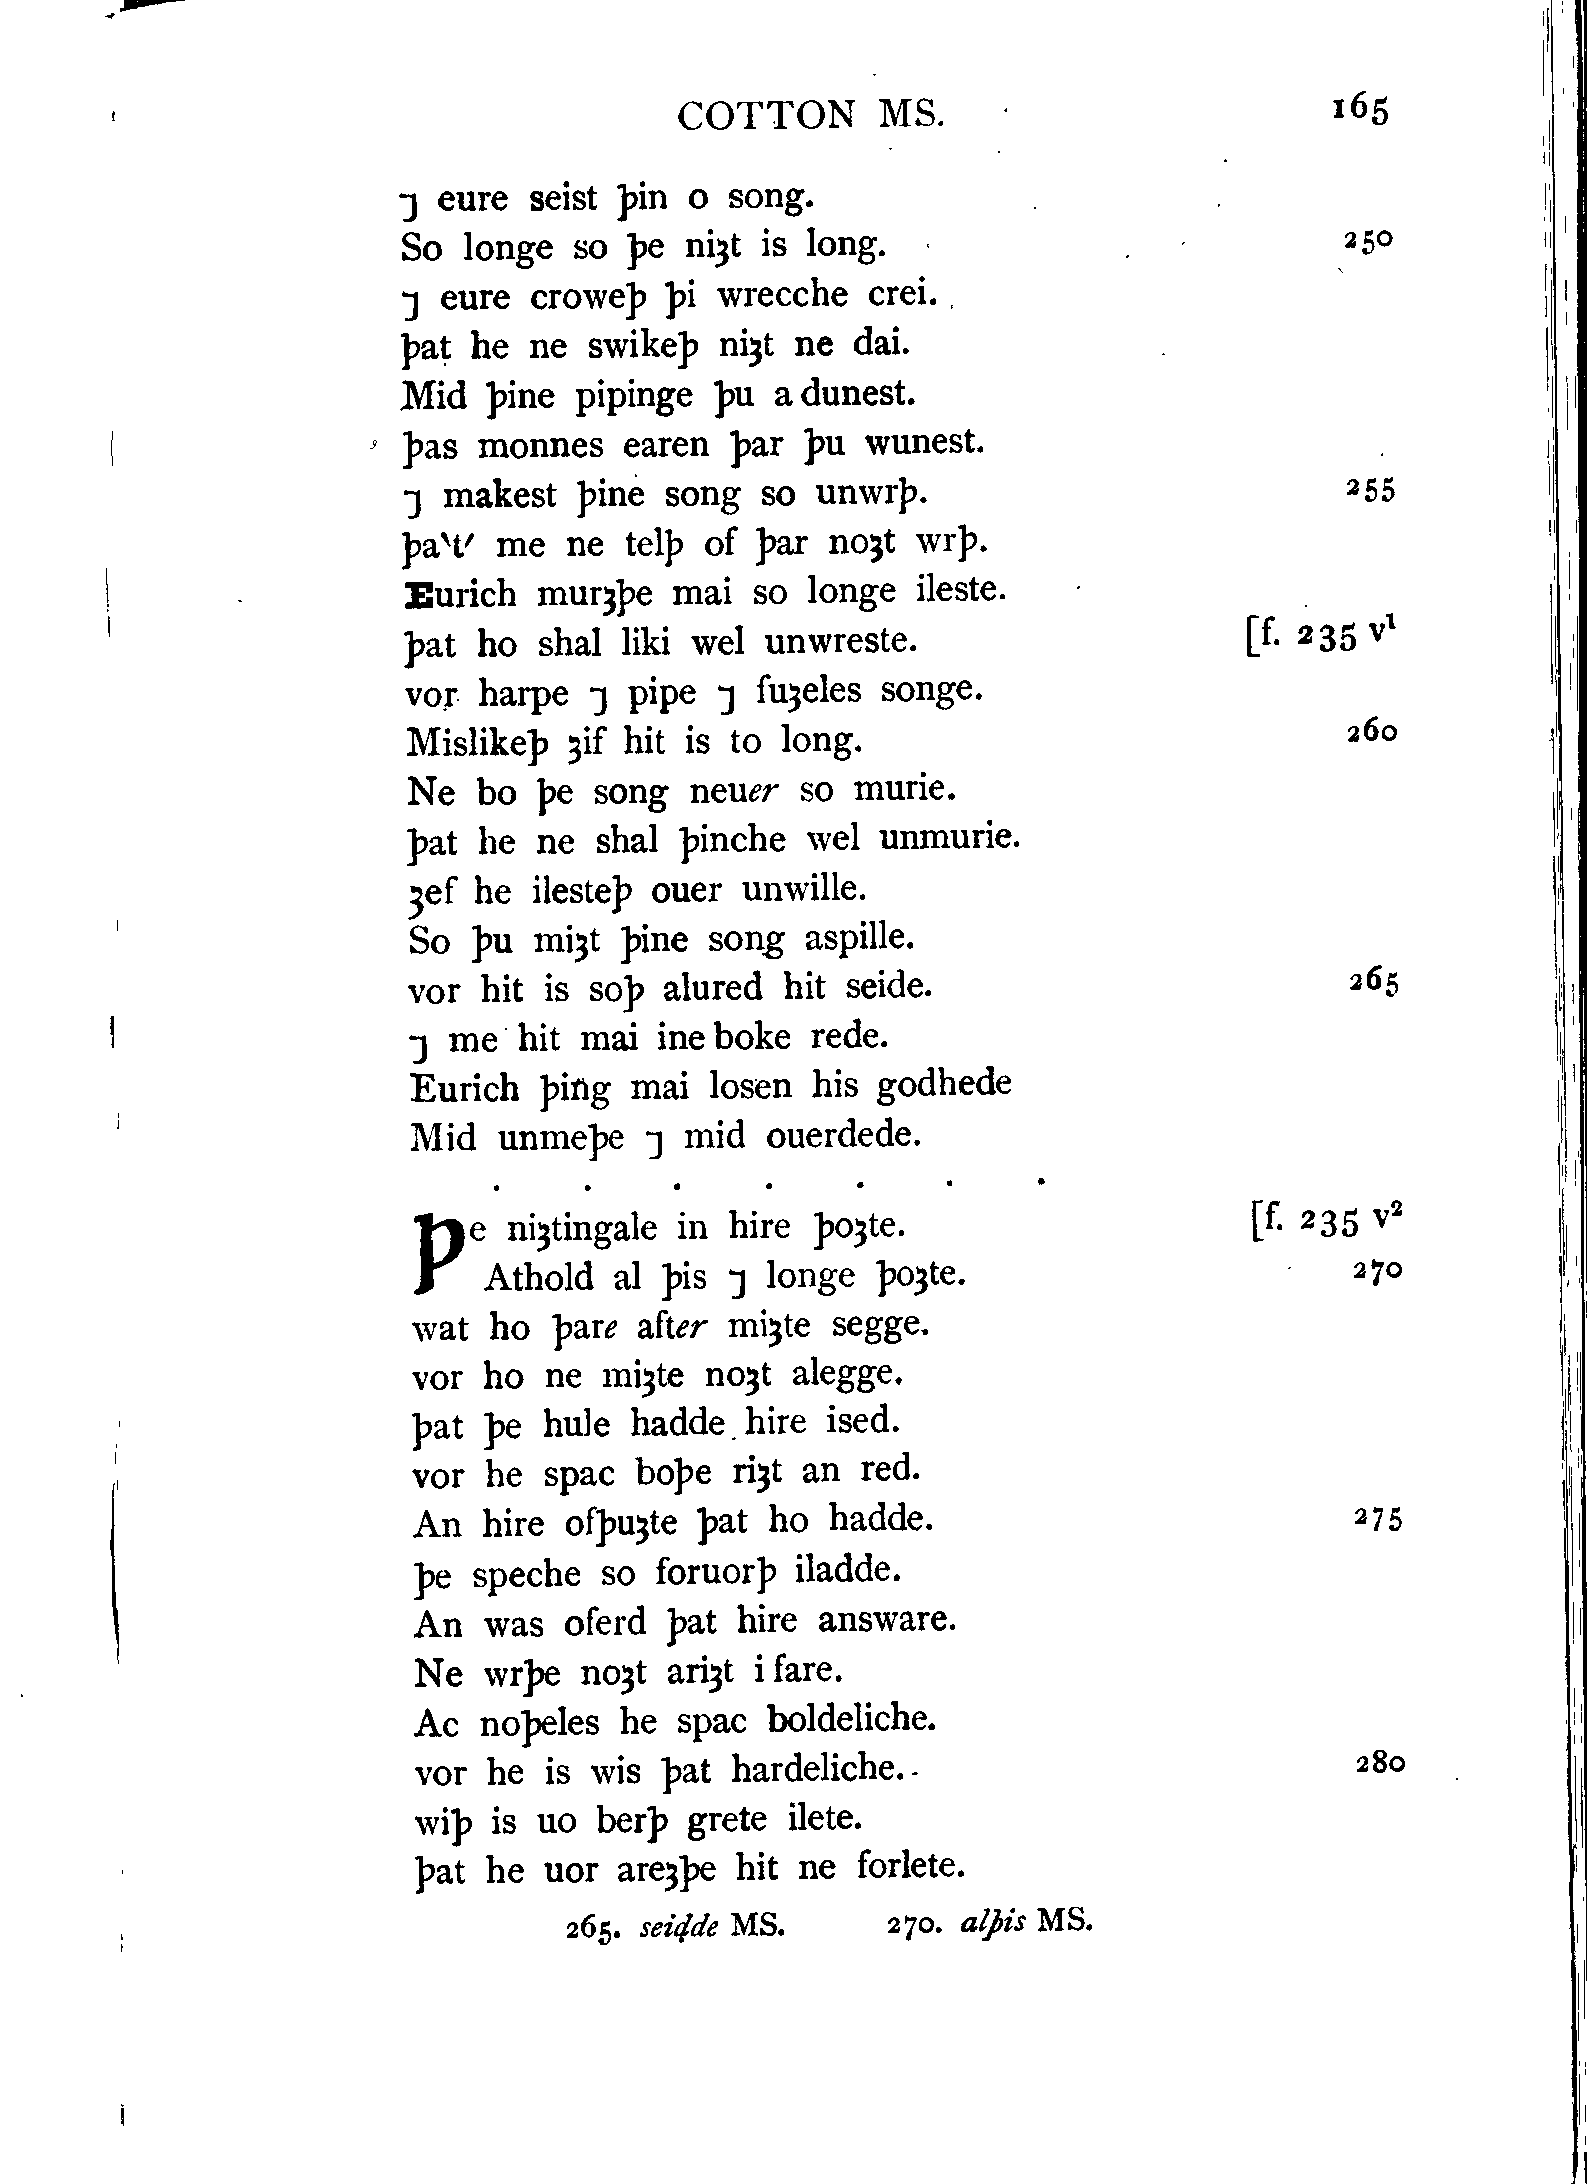 COTTON MS. 165
⁊ eure seist þin o song.
So longe so þe niȝt is long. 250
⁊ eure croweþ þi wrecche crei.
þat he ne swikeþ niȝt ne dai.
Mid þine pipinge þu a dunest.
þas monnes earen þar þu wunest.
⁊ makest þine song so unwrþ. 255
þa‵t′ me ne telþ of þar noȝt wrþ.
Eurich murȝþe mai so longe ileste.
þat ho shal liki wel unwreste. [f. 235 v¹
vor harpe ⁊ pipe ⁊ fuȝeles songe.
Mislikeþ ȝif hit is to long. 260
Ne bo þe song neuer so murie.
þat he ne shal þinche wel unmurie.
ȝef he ilesteþ ouer unwille.
So þu miȝt þine song aspille.
vor hit is soþ alured hit seide. 265
⁊ me hit mai ine boke rede.
Eurich þing mai losen his godhede
Mid unmeþe ⁊ mid ouerdede.
. . . . . . .
Þe niȝtingale in hire þoȝte. [f. 235 v²
Athold al þis ⁊ longe þoȝte. 270
wat ho þare after miȝte segge.
vor ho ne miȝte noȝt alegge.
þat þe hule hadde hire ised.
vor he spac boþe riȝt an red.
An hire ofþuȝte þat ho hadde. 275
þe speche so foruorþ iladde.
An was oferd þat hire answare.
Ne wrþe noȝt ariȝt i fare.
Ac noþeles he spac boldeliche.
vor he is wis þat hardeliche. 280
wiþ is uo berþ grete ilete.
þat he uor areȝþe hit ne forlete.
265. seiḍde MS. 270. alþis MS.